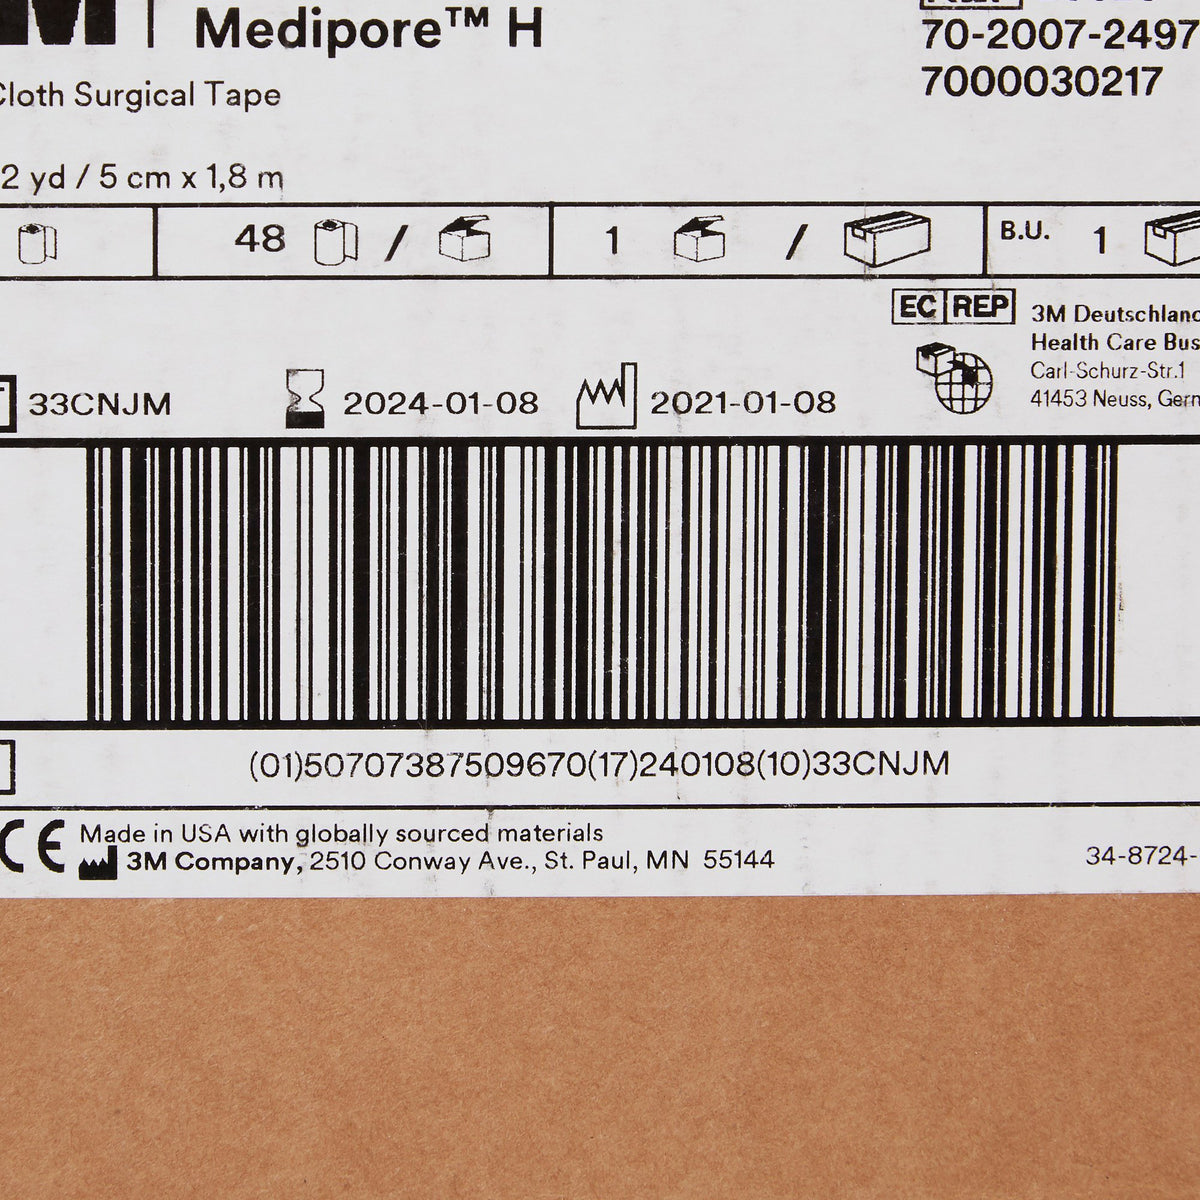 Medipore™ H
70-2007-2497
7000030217
Cloth Surgical Tape
2 yd / 5 cm x 1,8 m
48 / 1 / B.U. 1
EC REP 3M Deutschland
Health Care Bus
Carl-Schurz-Str.1
41453 Neuss, Germ
33CNJM 2024-01-08 2021-01-08
(01)50707387509670(17)240108(10)33CNJM
CE Made in USA with globally sourced materials
3M Company, 2510 Conway Ave., St. Paul, MN 55144
34-8724-